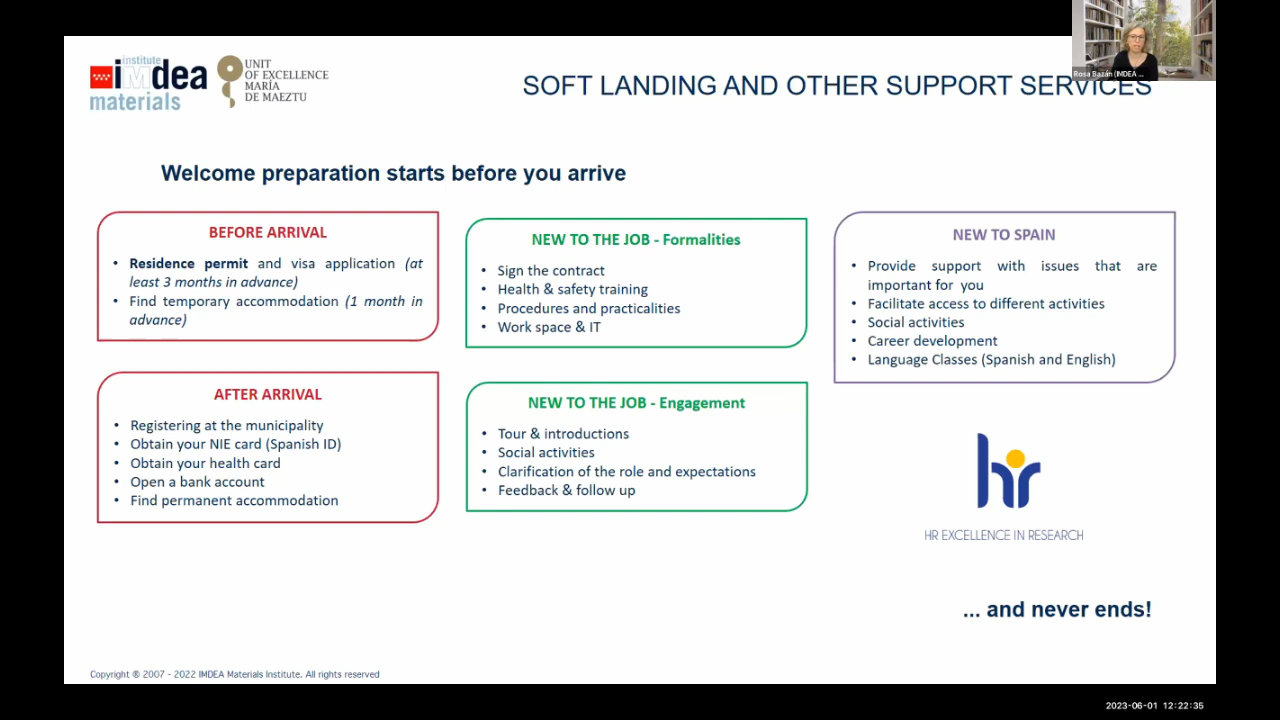 institute
imdea
materials
UNIT
OF EXCELLENCE
MARÍA
DE MAEZTU
SOFT LANDING AND OTHER SUPPORT SERVICES
Rosa Bazán (IMDEA ...
Welcome preparation starts before you arrive
BEFORE ARRIVAL
• Residence permit and visa application (at
least 3 months in advance)
• Find temporary accommodation (1 month in
advance)
AFTER ARRIVAL
• Registering at the municipality
• Obtain your NIE card (Spanish ID)
• Obtain your health card
• Open a bank account
• Find permanent accommodation
NEW TO THE JOB - Formalities
• Sign the contract
• Health & safety training
• Procedures and practicalities
• Work space & IT
NEW TO THE JOB - Engagement
• Tour & introductions
• Social activities
• Clarification of the role and expectations
• Feedback & follow up
NEW TO SPAIN
• Provide support with issues that are
important for you
• Facilitate access to different activities
• Social activities
• Career development
• Language Classes (Spanish and English)
hr
HR EXCELLENCE IN RESEARCH
... and never ends!
Copyright ® 2007 - 2022 IMDEA Materials Institute. All rights reserved
2023-06-01 12:22:35